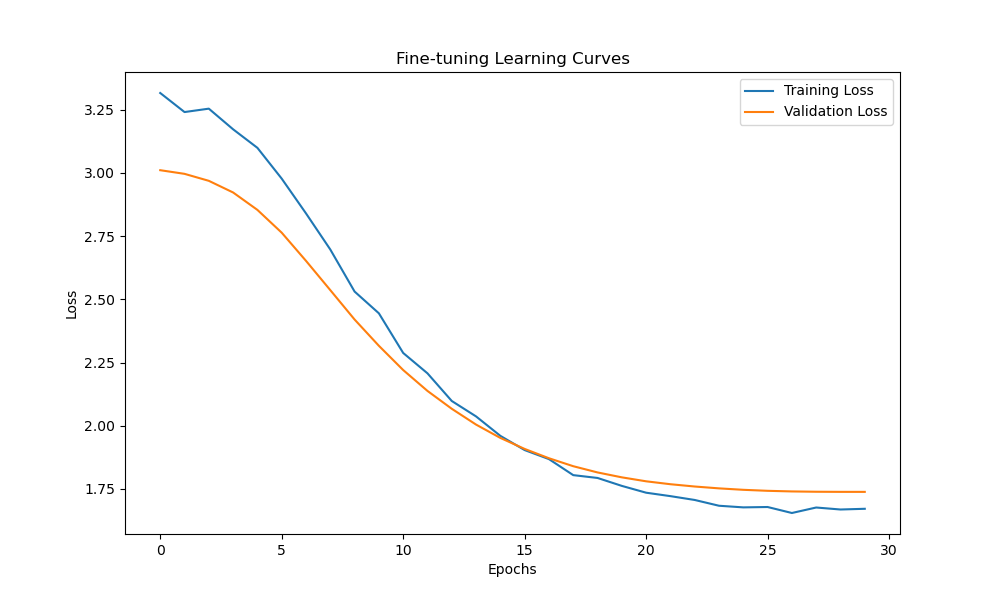 Fine-tuning Learning Curves
Training Loss
Validation Loss
3.25
3.00
2.75
2.50
2.25
2.00
1.75
Loss
0 5 10 15 20 25 30
Epochs